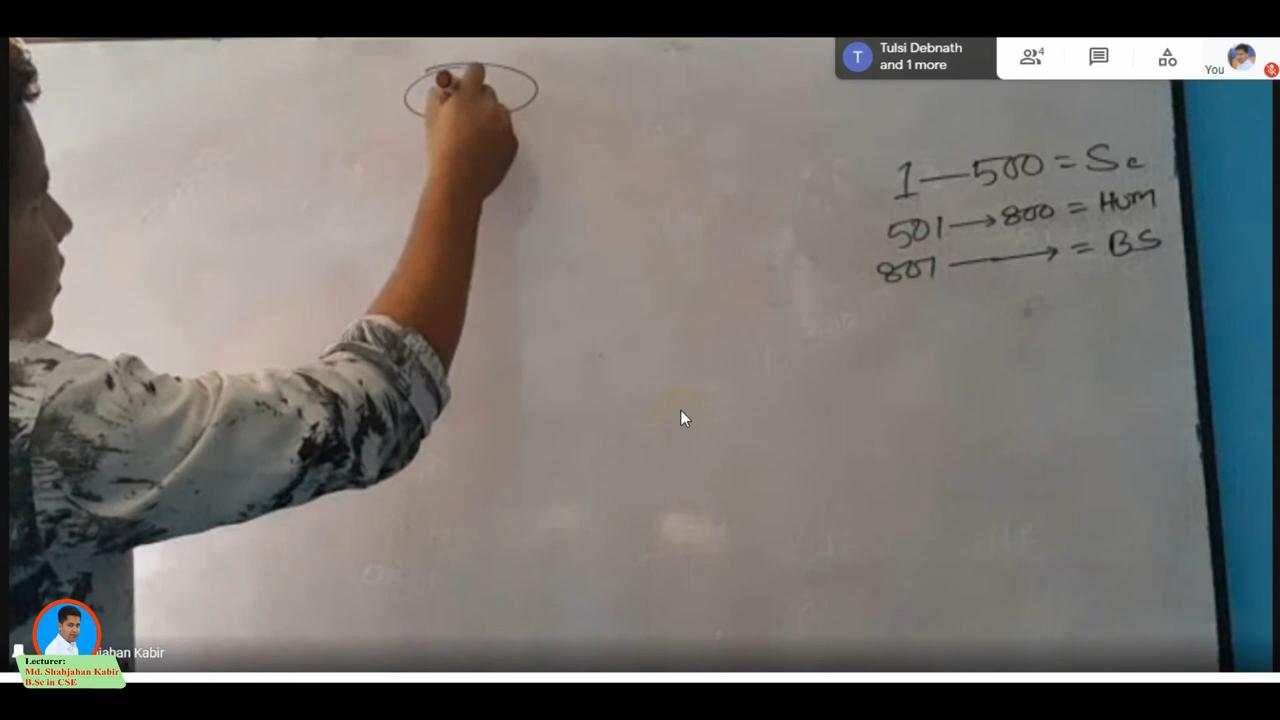 Tulsi Debnath
and 1 more
4
You
T
1 — 500 = Sc
501 → 800 = HUM
801 → = BS
jahan Kabir
Lecturer:
Md. Shahjahan Kabir
B.Sc in CSE